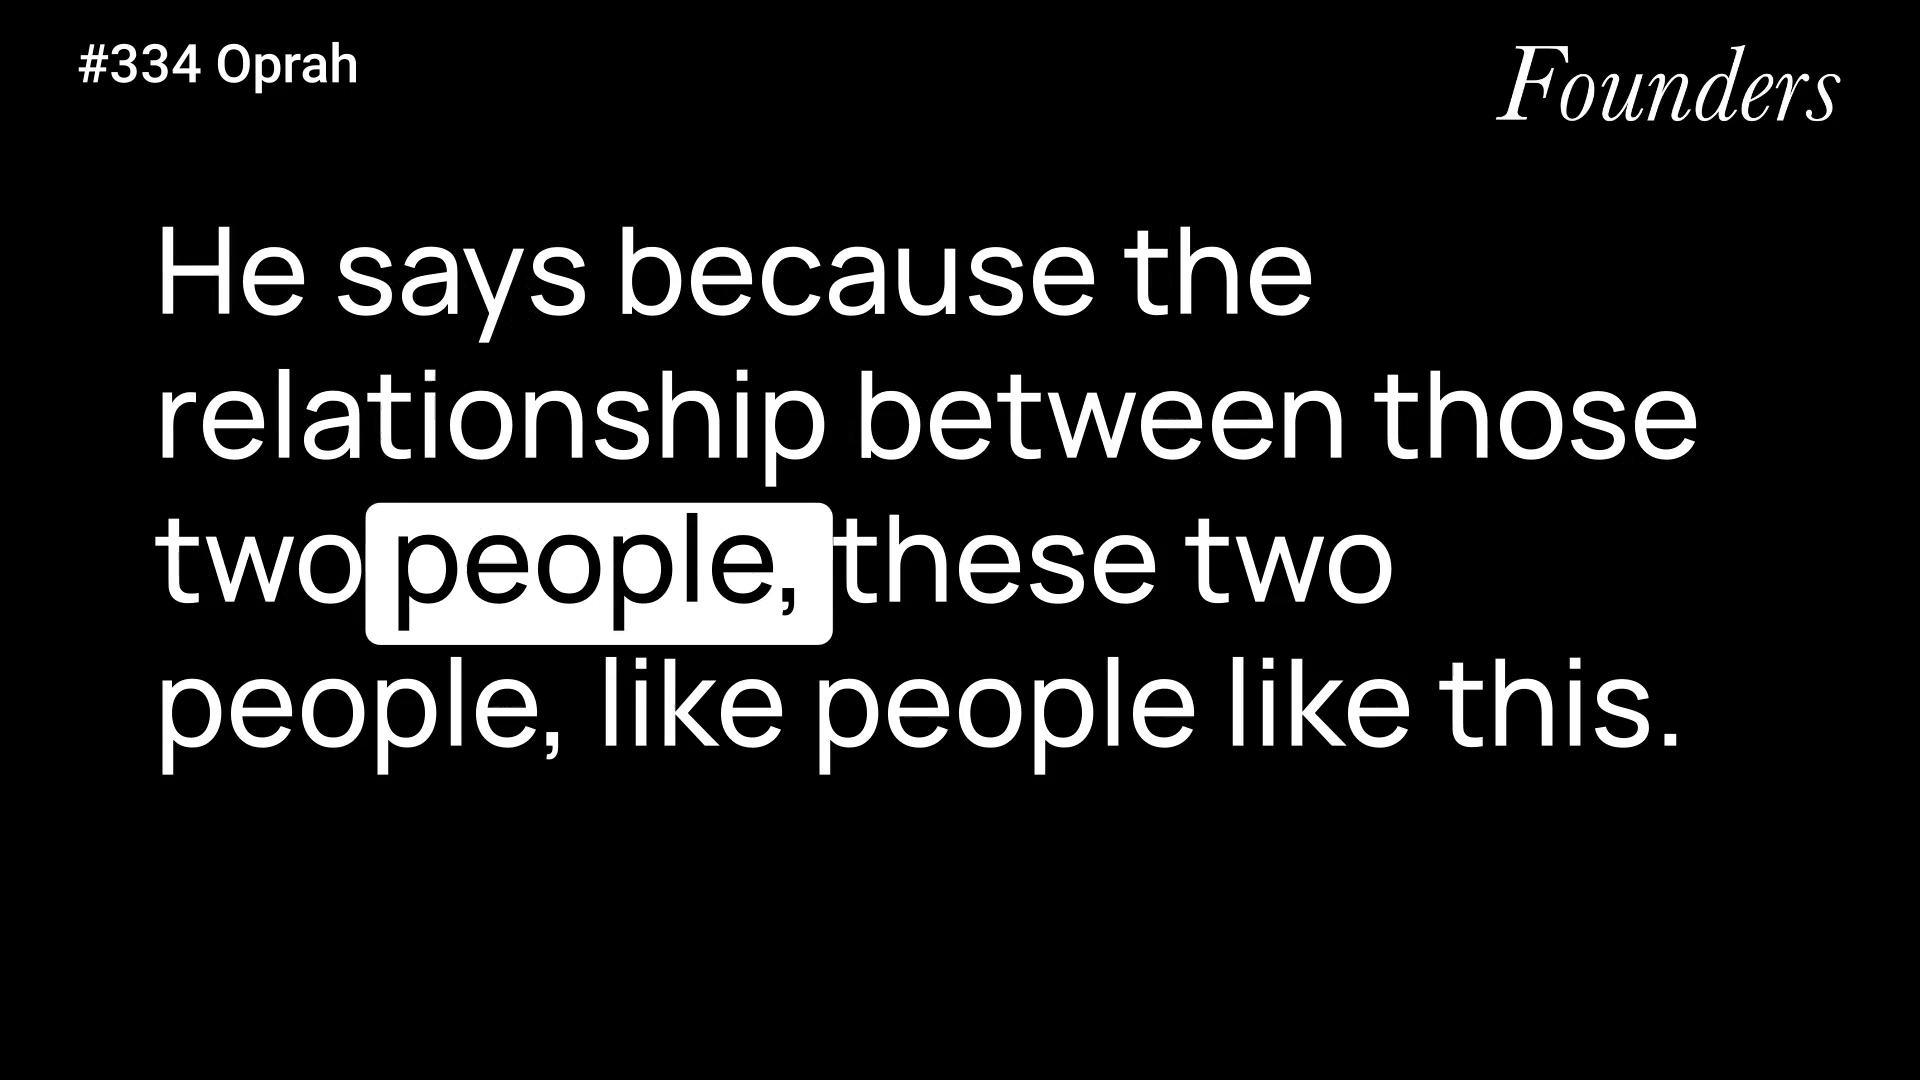 #334 Oprah
Founders
He says because the
relationship between those
two people, these two
people, like people like this.